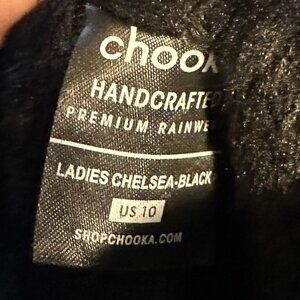 chook
HANDCRAFTED
PREMIUM RAINWE
LADIES CHELSEA-BLACK
US 10
SHOPCHOOKA.COM